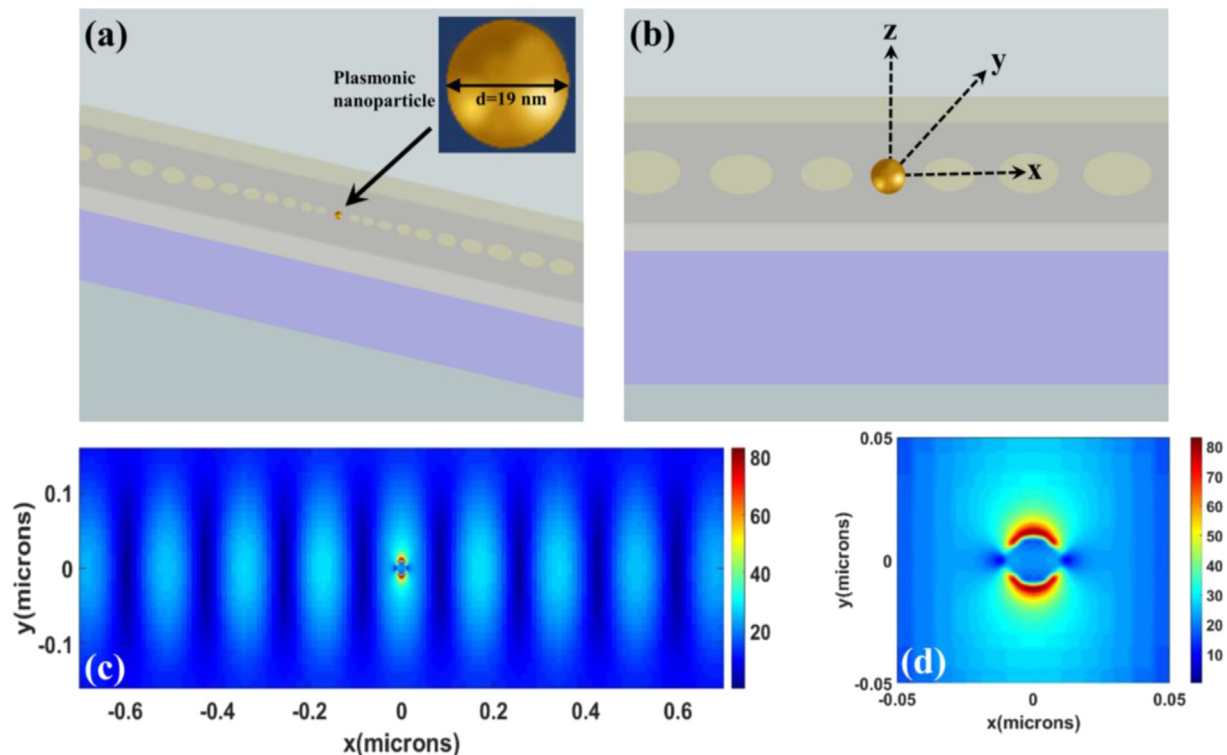 (a)
Plasmonic
nanoparticle
d=19 nm
(b)
z
y
x
80
60
40
20
0.1
0
-0.1
y(microns)
(c)
-0.6
-0.4
-0.2
0
0.2
0.4
0.6
x(microns)
0.05
0
-0.05
y(microns)
(d)
80
70
60
50
40
30
20
10
-0.05
0
0.05
x(microns)